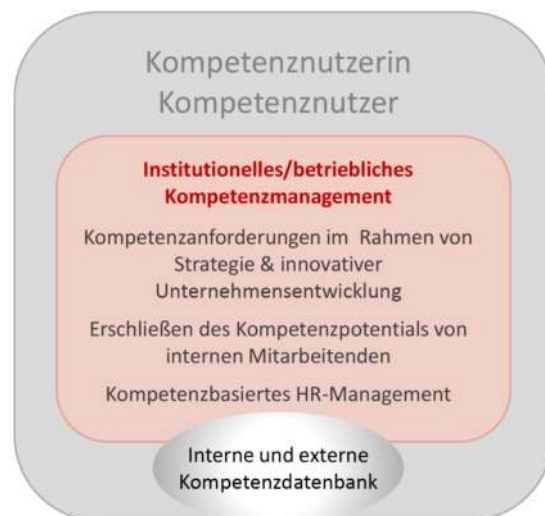 Kompetenznutzerin
Kompetenznutzer
Institutionelles/betriebliches
Kompetenzmanagement
Kompetenzanforderungen im Rahmen von
Strategie & innovativer
Unternehmensentwicklung
Erschließen des Kompetenzpotentials von
internen Mitarbeitenden
Kompetenzbasiertes HR-Management
Interne und externe
Kompetenzdatenbank